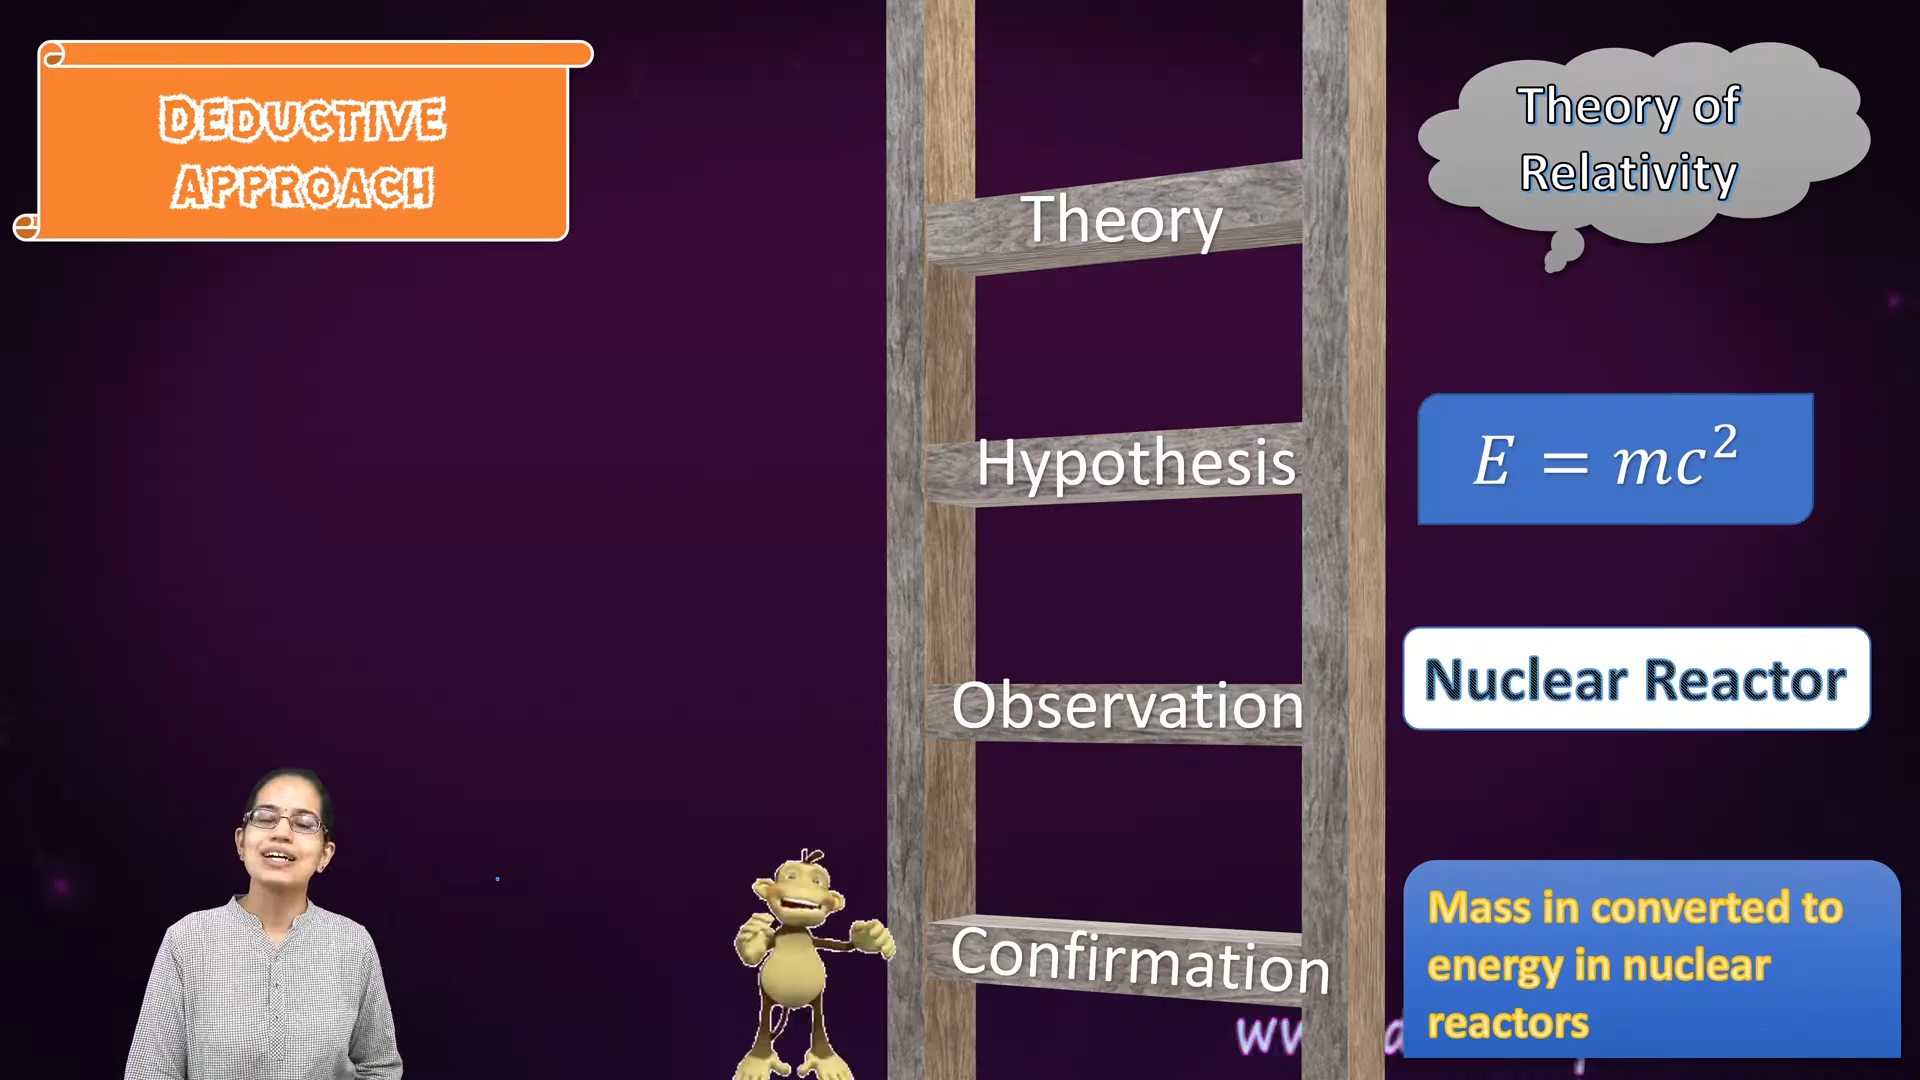 DEDUCTIVE
APPROACH
Theory
Theory of
Relativity
Hypothesis
E = mc²
Observation
Nuclear Reactor
Confirmation
Mass in converted to
energy in nuclear
reactors